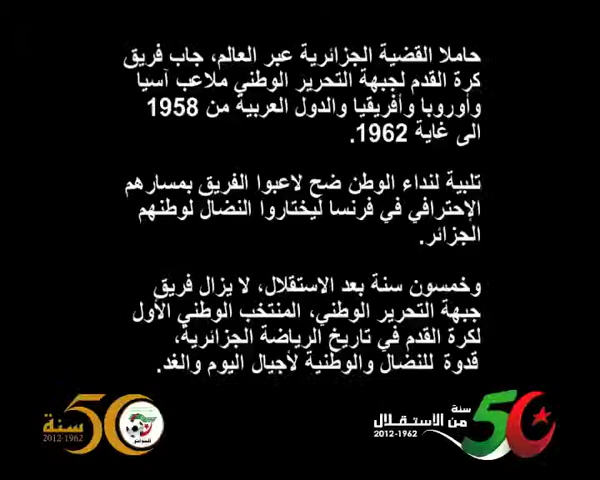 حاملا القضية الجزائرية عبر العالم، جاب فريق
كرة القدم لجبهة التحرير الوطني ملاعب آسيا
وأوروبا وأفريقيا والدول العربية من 1958
الى غاية 1962.
تلبية لنداء الوطن ضح لاعبوا الفريق بمسارهم
الإحترافي في فرنسا ليختاروا النضال لوطنهم
الجزائر.
وخمسون سنة بعد الاستقلال، لا يزال فريق
جبهة التحرير الوطني، المنتخب الوطني الأول
لكرة القدم في تاريخ الرياضة الجزائرية،
قدوة للنضال والوطنية لأجيال اليوم والغد.
50 سنة
من الاستقلال
2012-1962
50 سنة
2012-1962